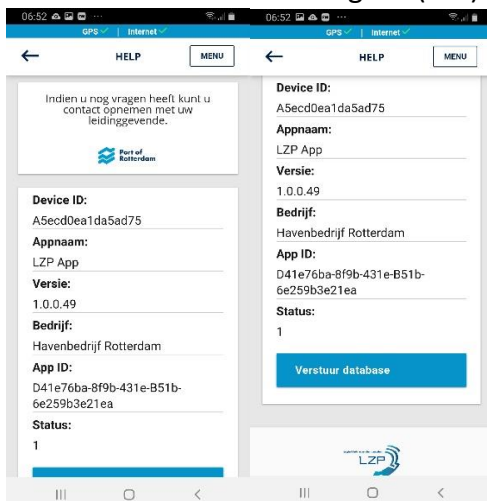 06:52
GPS | Internet
HELP
MENU
Indien u nog vragen heeft kunt u
contact opnemen met uw
leidinggevende.
Port of
Rotterdam
Device ID:
A5ecd0ea1da5ad75
Appnaam:
LZP App
Versie:
1.0.0.49
Bedrijf:
Havenbedrijf Rotterdam
App ID:
D41e76ba-8f9b-431e-B51b-
6e259b3e21ea
Status:
1
06:52
GPS | Internet
HELP
MENU
Device ID:
A5ecd0ea1da5ad75
Appnaam:
LZP App
Versie:
1.0.0.49
Bedrijf:
Havenbedrijf Rotterdam
App ID:
D41e76ba-8f9b-431e-B51b-
6e259b3e21ea
Status:
1
Verstuur database
LZP